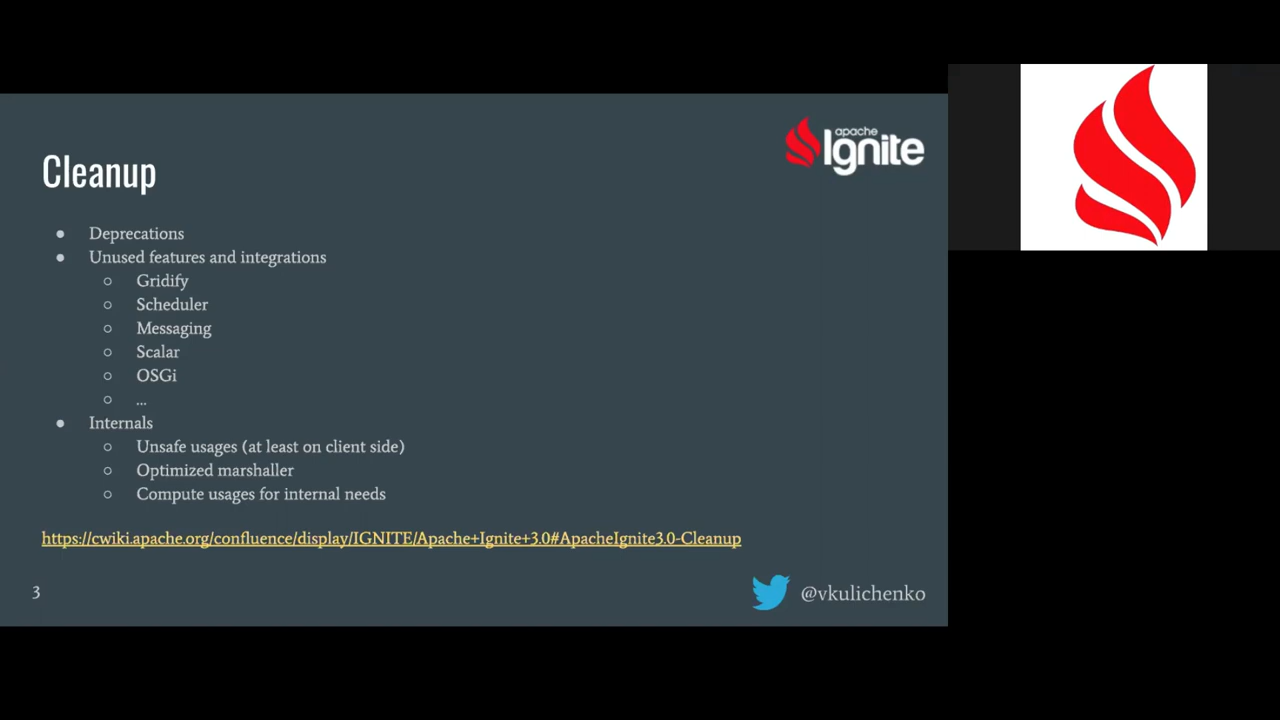 apache
Ignite
Cleanup
● Deprecations
● Unused features and integrations
○ Gridify
○ Scheduler
○ Messaging
○ Scalar
○ OSGi
○ ...
● Internals
○ Unsafe usages (at least on client side)
○ Optimized marshaller
○ Compute usages for internal needs
https://cwiki.apache.org/confluence/display/IGNITE/Apache+Ignite+3.0#ApacheIgnite3.0-Cleanup
3
@vkulichenko